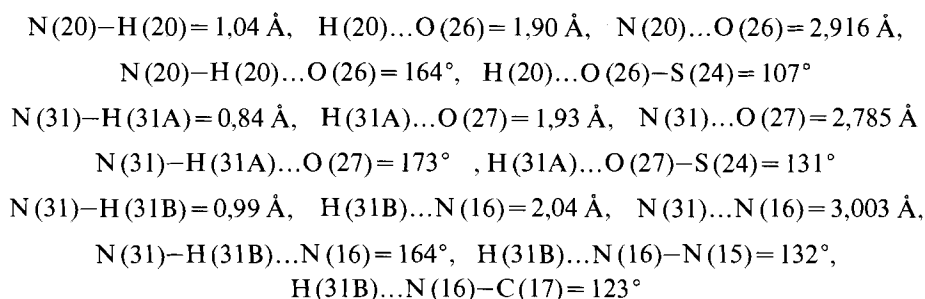 N(20)–H(20)=1,04 Å, H(20)...O(26)=1,90 Å, N(20)...O(26)=2,916 Å,
N(20)–H(20)...O(26)=164°, H(20)...O(26)–S(24)=107°
N(31)–H(31A)=0,84 Å, H(31A)...O(27)=1,93 Å, N(31)...O(27)=2,785 Å
N(31)–H(31A)...O(27)=173° , H(31A)...O(27)–S(24)=131°
N(31)–H(31B)=0,99 Å, H(31B)...N(16)=2,04 Å, N(31)...N(16)=3,003 Å,
N(31)–H(31B)...N(16)=164°, H(31B)...N(16)–N(15)=132°,
H(31B)...N(16)–C(17)=123°